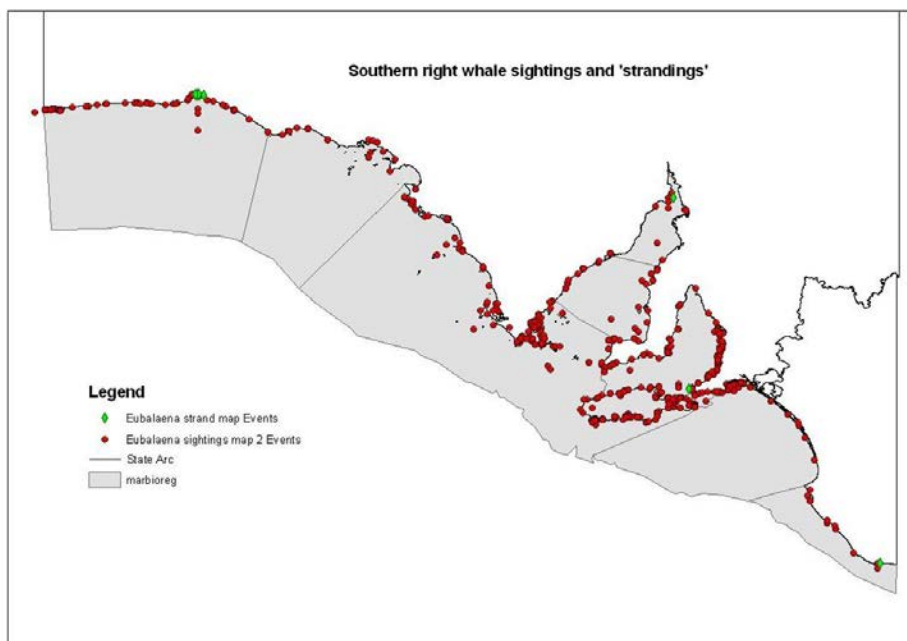 Southern right whale sightings and 'strandings'
Legend
Eubalaena strand map Events
Eubalaena sightings map 2 Events
State Arc
marbioreg